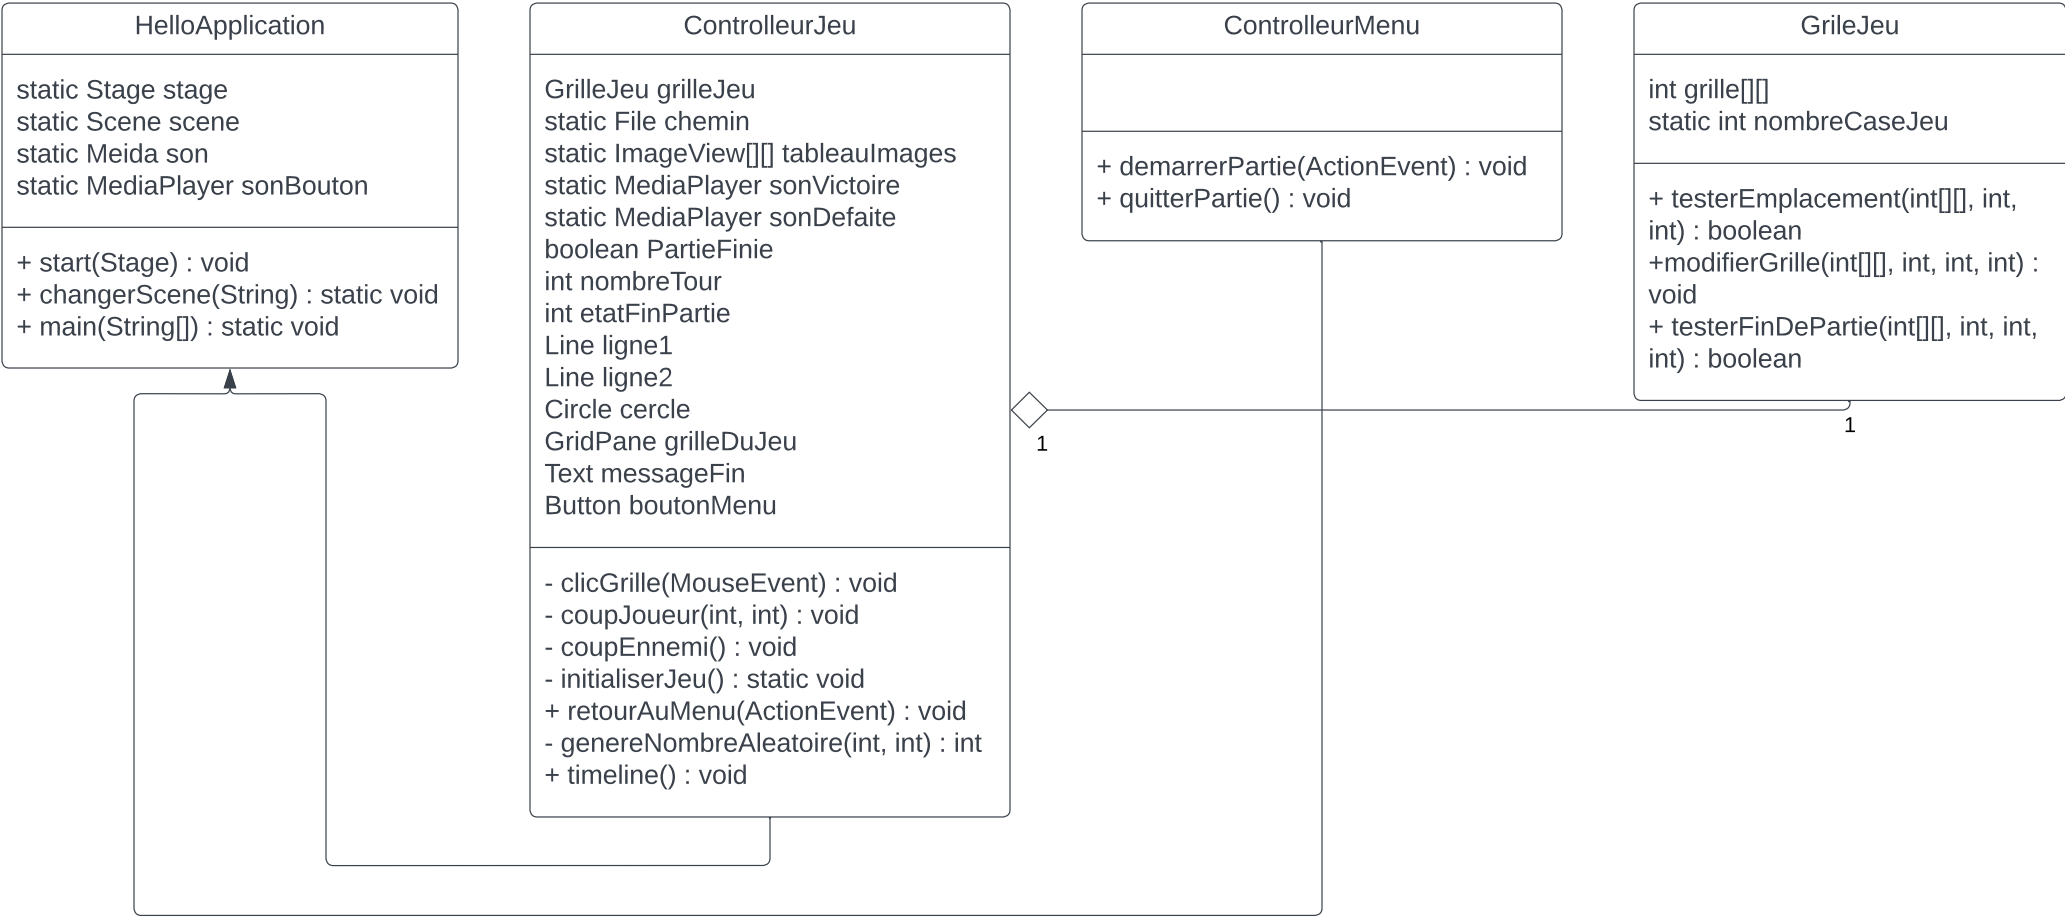 HelloApplication
static Stage stage
static Scene scene
static Meida son
static MediaPlayer sonBouton
+ start(Stage) : void
+ changerScene(String) : static void
+ main(String[]) : static void
ControlleurJeu
GrilleJeu grilleJeu
static File chemin
static ImageView[][] tableauImages
static MediaPlayer sonVictoire
static MediaPlayer sonDefaite
boolean PartieFinie
int nombreTour
int etatFinPartie
Line ligne1
Line ligne2
Circle cercle
GridPane grilleDuJeu
Text messageFin
Button boutonMenu
- clicGrille(MouseEvent) : void
- coupJoueur(int, int) : void
- coupEnnemi() : void
- initialiserJeu() : static void
+ retourAuMenu(ActionEvent) : void
- genereNombreAleatoire(int, int) : int
+ timeline() : void
1
ControlleurMenu
+ demarrerPartie(ActionEvent) : void
+ quitterPartie() : void
GrileJeu
int grille[][]
static int nombreCaseJeu
+ testerEmplacement(int[][], int,
int) : boolean
+modifierGrille(int[][], int, int, int) :
void
+ testerFinDePartie(int[][], int, int,
int) : boolean
1